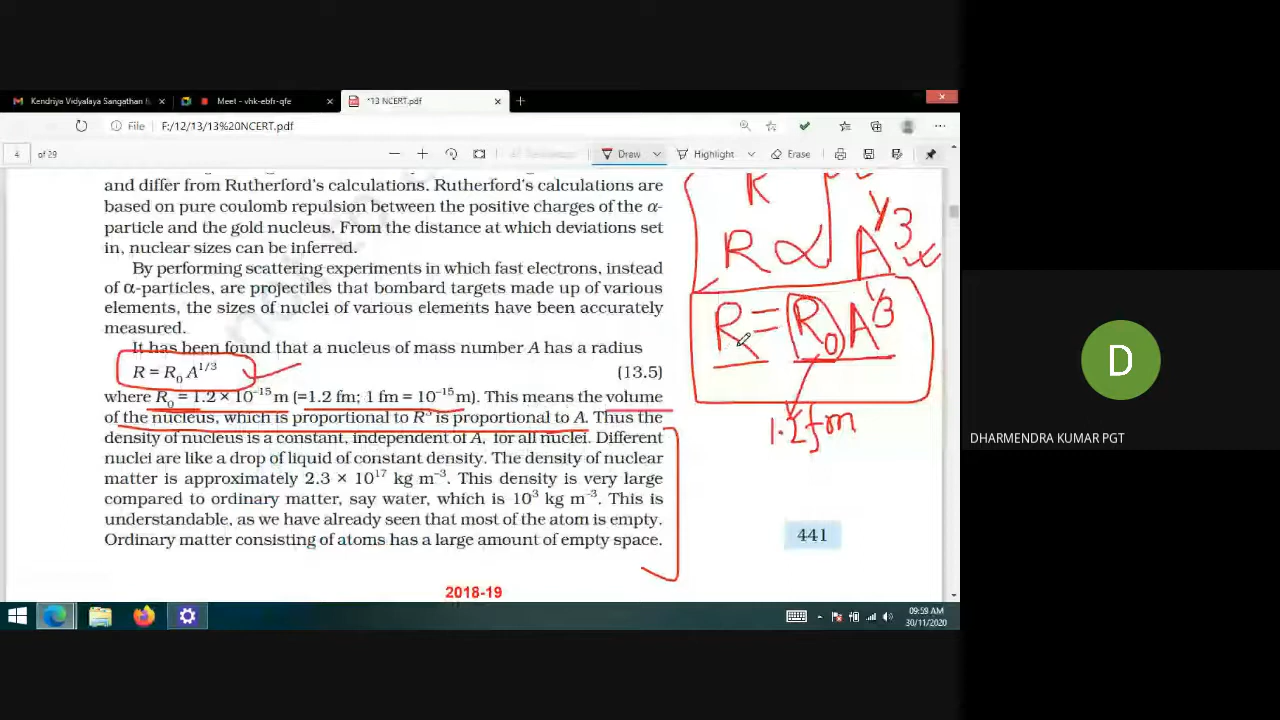 Kendriya Vidyalaya Sangathan
Meet - vhk-ebfr-qfe
*13 NCERT.pdf
File
F:/12/13/13%20NCERT.pdf
4
of 29
Draw
Highlight
Erase
and differ from Rutherford's calculations. Rutherford's calculations are
based on pure coulomb repulsion between the positive charges of the α-
particle and the gold nucleus. From the distance at which deviations set
in, nuclear sizes can be inferred.
By performing scattering experiments in which fast electrons, instead
of α-particles, are projectiles that bombard targets made up of various
elements, the sizes of nuclei of various elements have been accurately
measured.
It has been found that a nucleus of mass number A has a radius
R = R₀ A^1/3
(13.5)
where R₀ = 1.2 × 10⁻¹⁵ m (=1.2 fm; 1 fm = 10⁻¹⁵ m). This means the volume
of the nucleus, which is proportional to R³ is proportional to A. Thus the
density of nucleus is a constant, independent of A, for all nuclei. Different
nuclei are like a drop of liquid of constant density. The density of nuclear
matter is approximately 2.3 × 10¹⁷ kg m⁻³. This density is very large
compared to ordinary matter, say water, which is 10³ kg m⁻³. This is
understandable, as we have already seen that most of the atom is empty.
Ordinary matter consisting of atoms has a large amount of empty space.
R
R ∝ A^1/3
R = R₀ A^1/3
1.2 fm
441
2018-19
09:59 AM
30/11/2020
D
DHARMENDRA KUMAR PGT